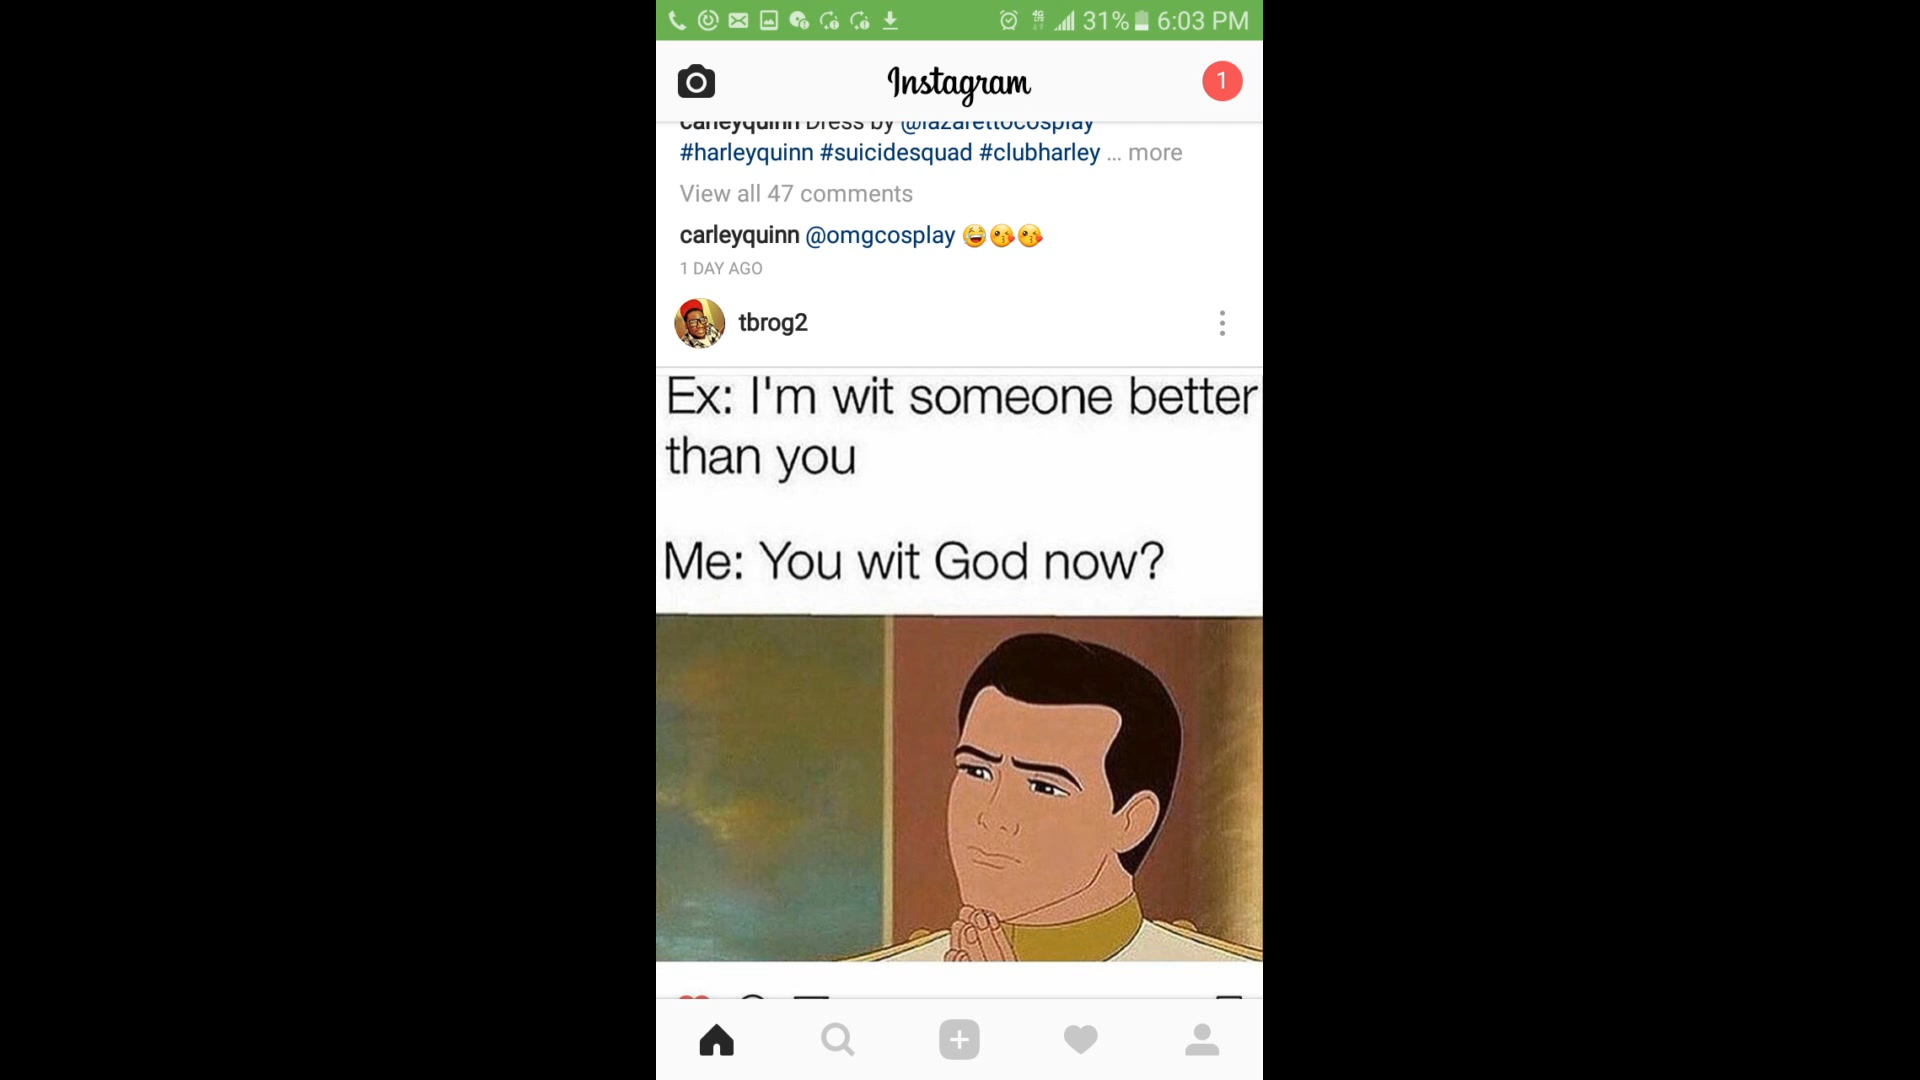 31% 6:03 PM
Instagram
1
carleyquinn Dress by @lazarettocosplay
#harleyquinn #suicidesquad #clubharley ... more
View all 47 comments
carleyquinn @omgcosplay 😂😘😘
1 DAY AGO
tbrog2
Ex: I'm wit someone better
than you
Me: You wit God now?